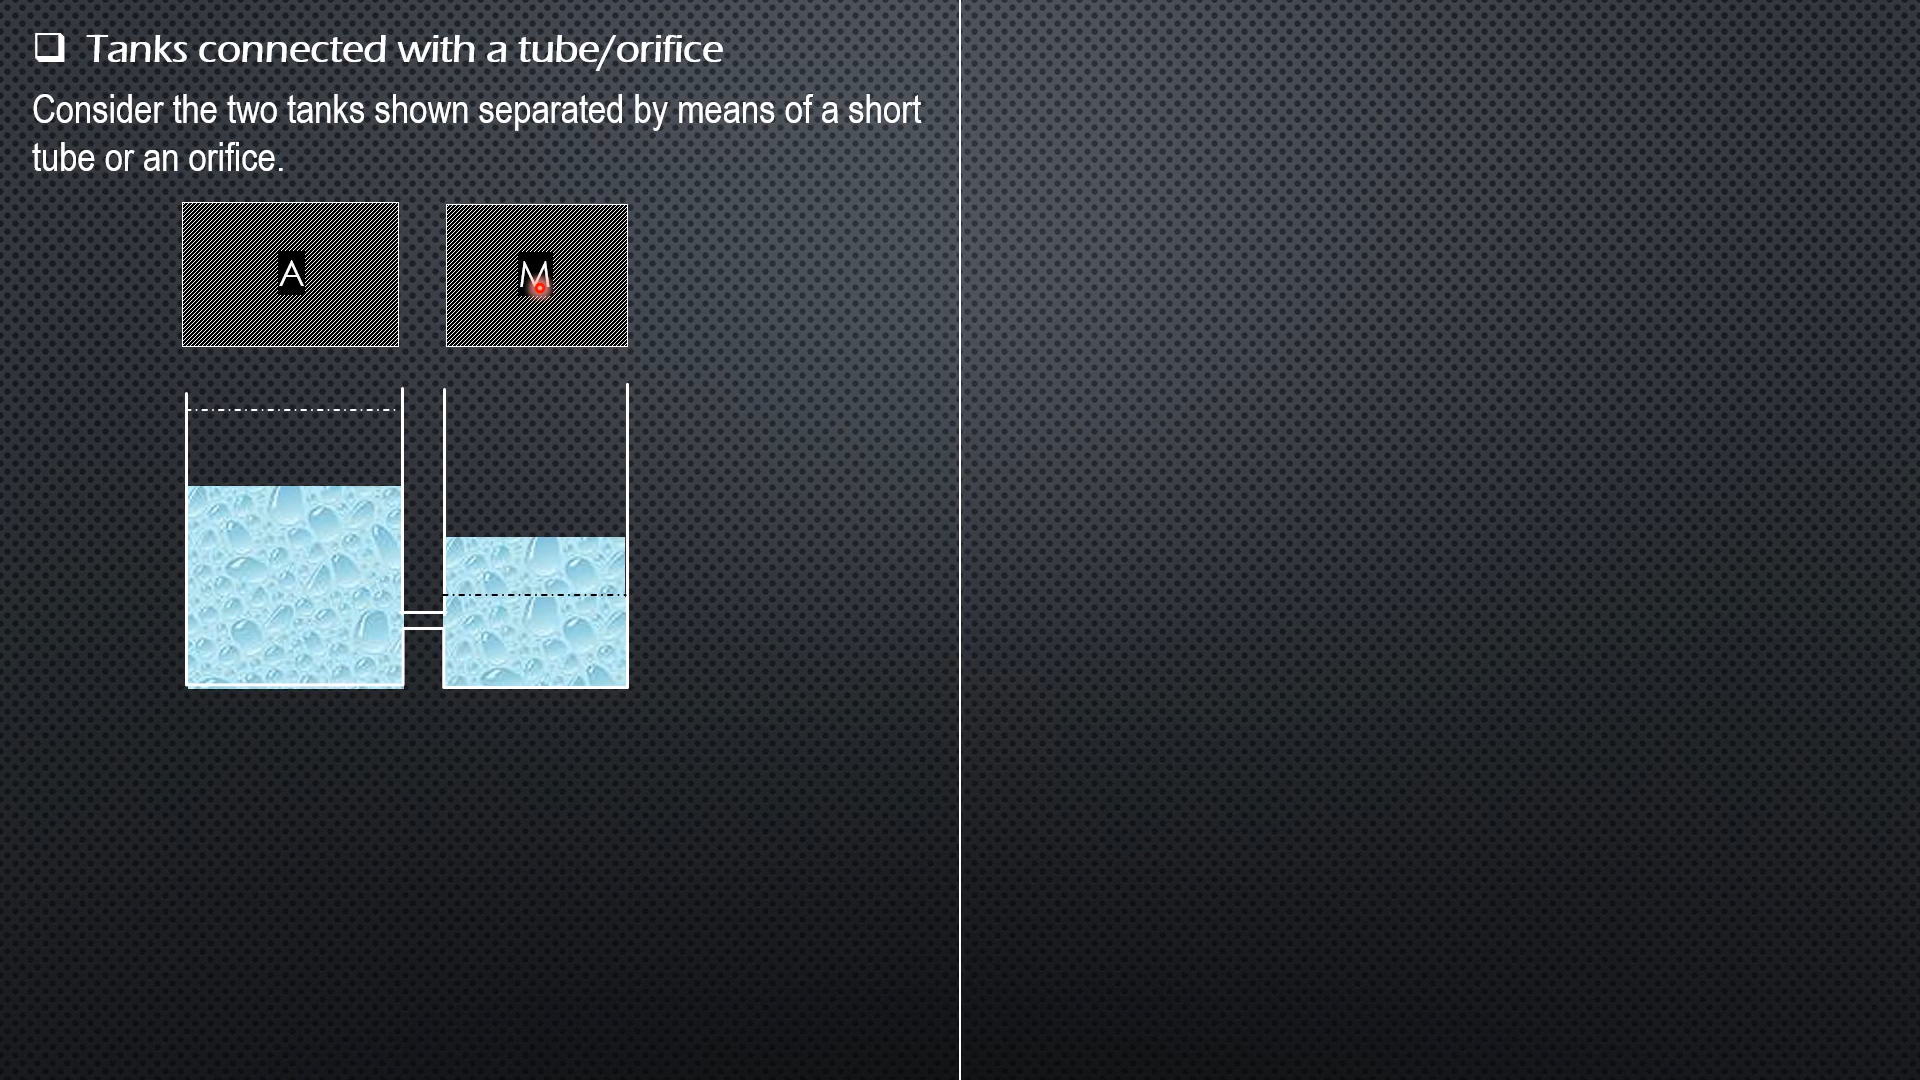 Tanks connected with a tube/orifice
Consider the two tanks shown separated by means of a short
tube or an orifice.
A
M